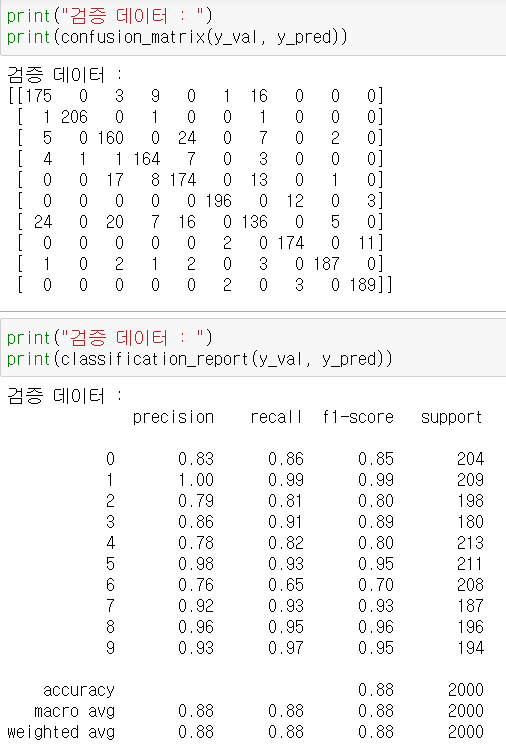 print("검증 데이터 : ")
print(confusion_matrix(y_val, y_pred))
검증 데이터 :
[[175   0   3   9   0   1  16   0   0   0]
 [  1 206   0   1   0   0   1   0   0   0]
 [  5   0 160   0  24   0   7   0   2   0]
 [  4   1   1 164   7   0   3   0   0   0]
 [  0   0  17   8 174   0  13   0   1   0]
 [  0   0   0   0   0 196   0  12   0   3]
 [ 24   0  20   7  16   0 136   0   5   0]
 [  0   0   0   0   0   2   0 174   0  11]
 [  1   0   2   1   2   0   3   0 187   0]
 [  0   0   0   0   0   2   0   3   0 189]]
print("검증 데이터 : ")
print(classification_report(y_val, y_pred))
검증 데이터 :
              precision    recall  f1-score   support
           0       0.83      0.86      0.85       204
           1       1.00      0.99      0.99       209
           2       0.79      0.81      0.80       198
           3       0.86      0.91      0.89       180
           4       0.78      0.82      0.80       213
           5       0.98      0.93      0.95       211
           6       0.76      0.65      0.70       208
           7       0.92      0.93      0.93       187
           8       0.96      0.95      0.96       196
           9       0.93      0.97      0.95       194
    accuracy                           0.88      2000
   macro avg       0.88      0.88      0.88      2000
weighted avg       0.88      0.88      0.88      2000